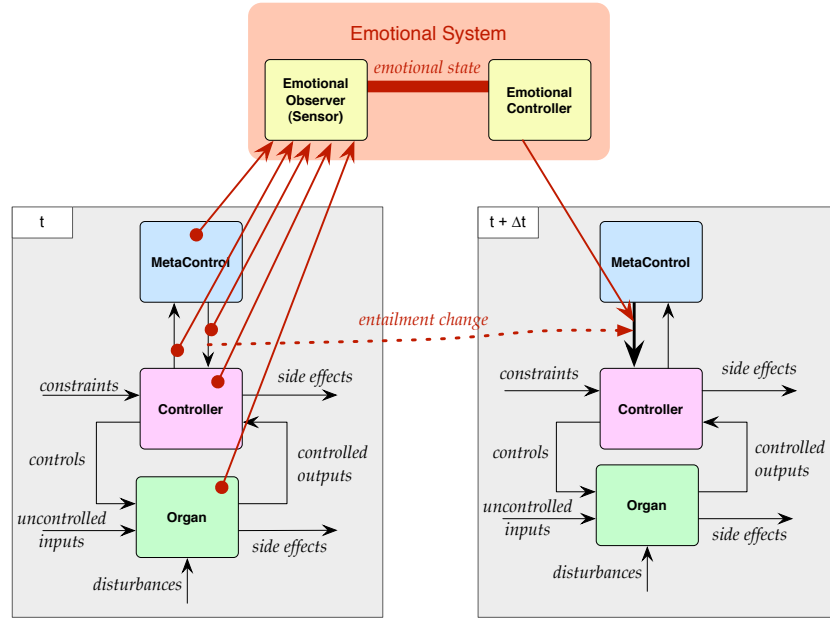 Emotional System
Emotional
Observer
(Sensor)
emotional state
Emotional
Controller
t
MetaControl
entailment change
constraints
Controller
side effects
controls
controlled
outputs
Organ
uncontrolled
inputs
side effects
disturbances
t + Δt
MetaControl
constraints
Controller
side effects
controls
controlled
outputs
Organ
uncontrolled
inputs
side effects
disturbances